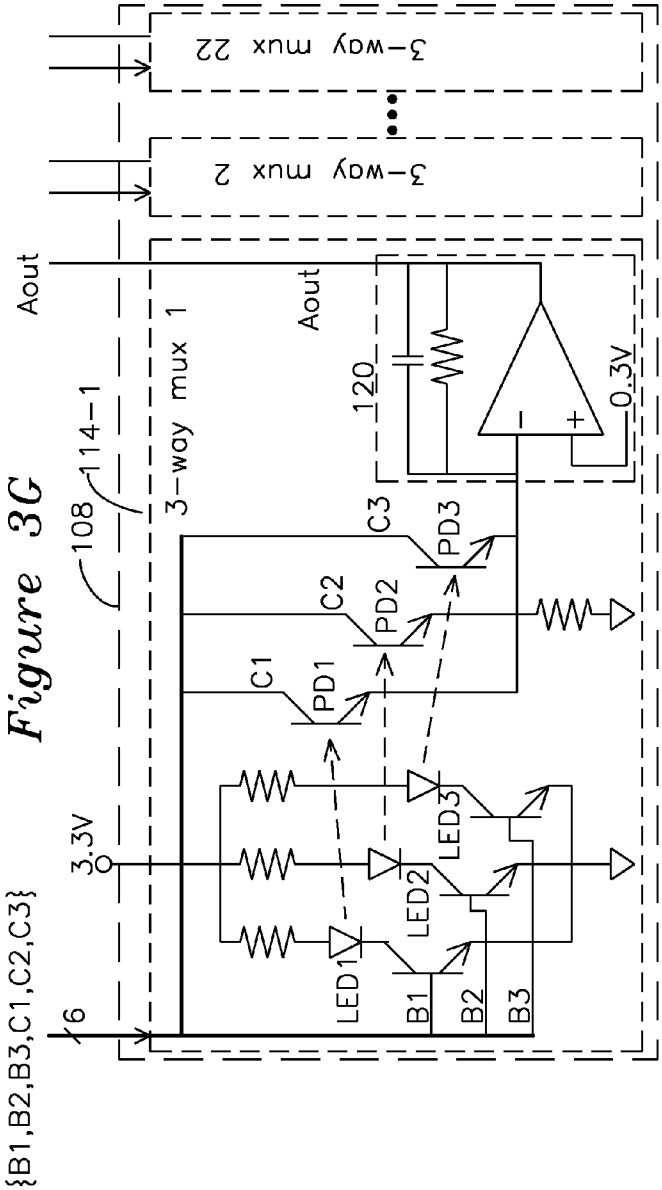 Figure 3G
108
114-1
{B1,B2,B3,C1,C2,C3}
6
3.3V
Aout
3-way mux 1
3-way mux 2
3-way mux 22
C1
C2
C3
PD1
PD2
PD3
LED1
LED2
LED3
B1
B2
B3
120
Aout
−
+
0.3V